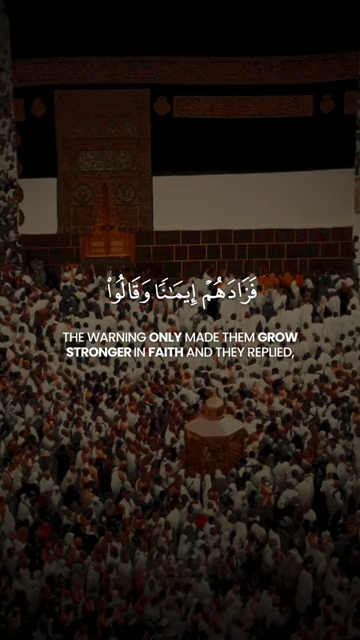 فَزَادَهُمْ إِيمَـٰنًا وَقَالُوا۟
THE WARNING ONLY MADE THEM GROW
STRONGER IN FAITH AND THEY REPLIED,